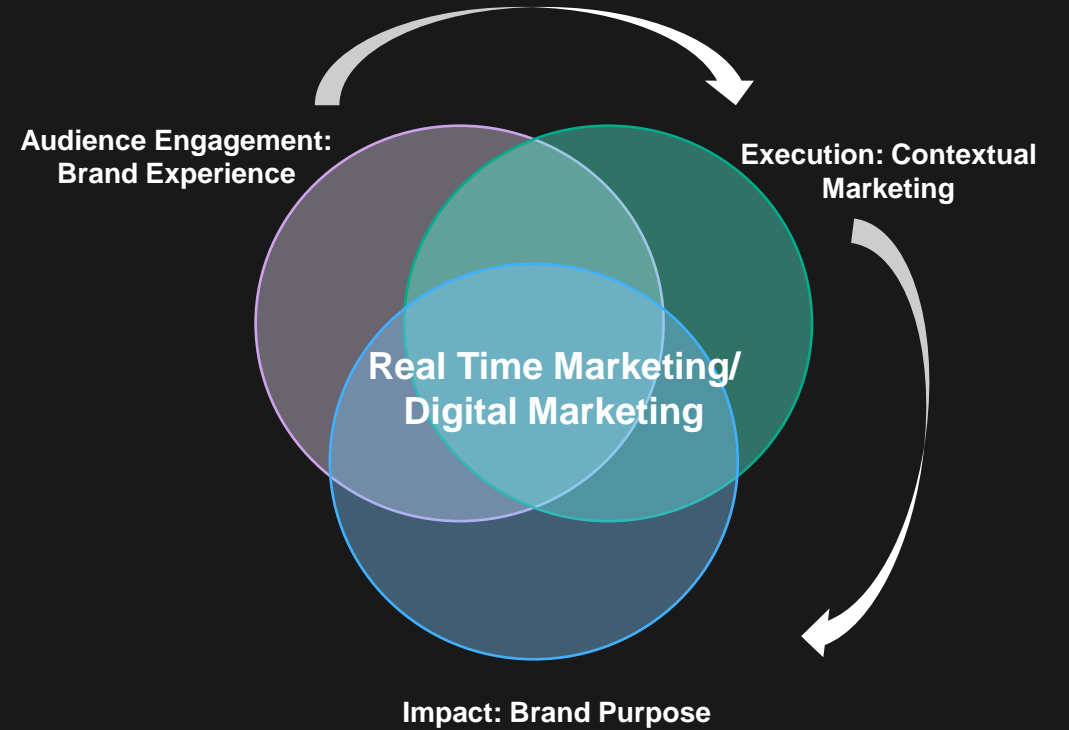 Audience Engagement:
Brand Experience
Execution: Contextual
Marketing
Real Time Marketing/
Digital Marketing
Impact: Brand Purpose